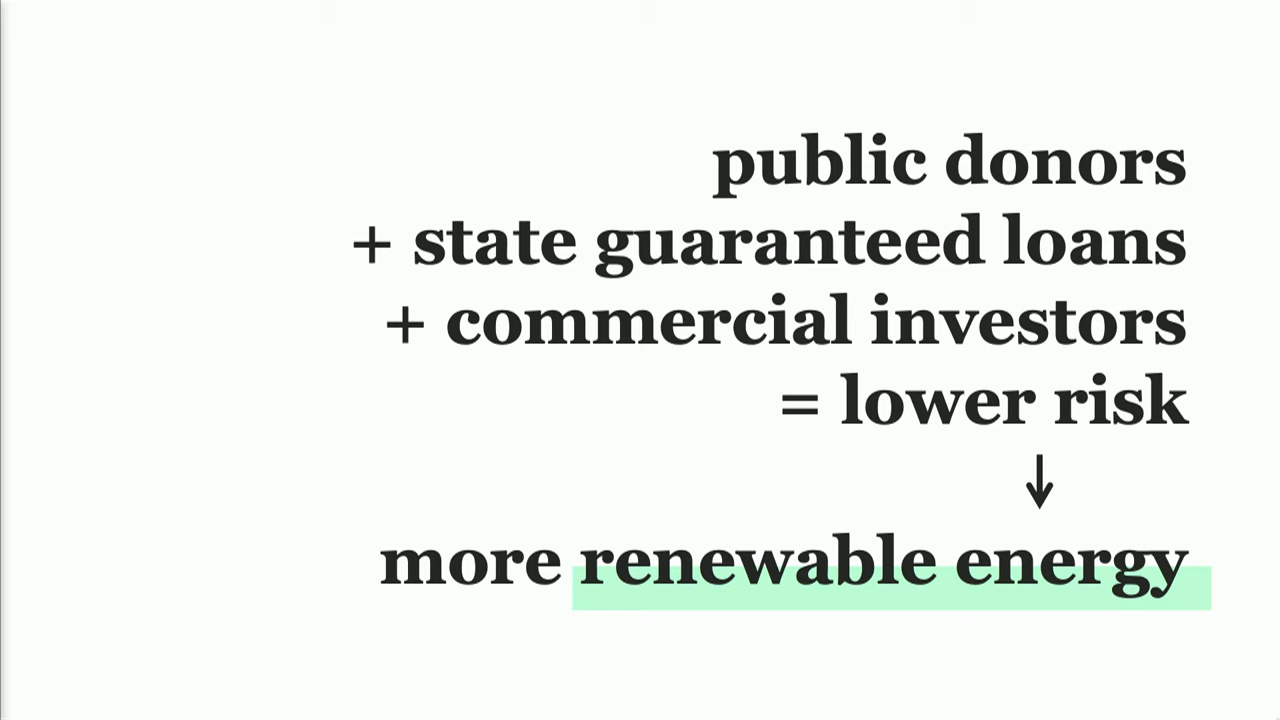 public donors
+ state guaranteed loans
+ commercial investors
= lower risk
↓
more renewable energy